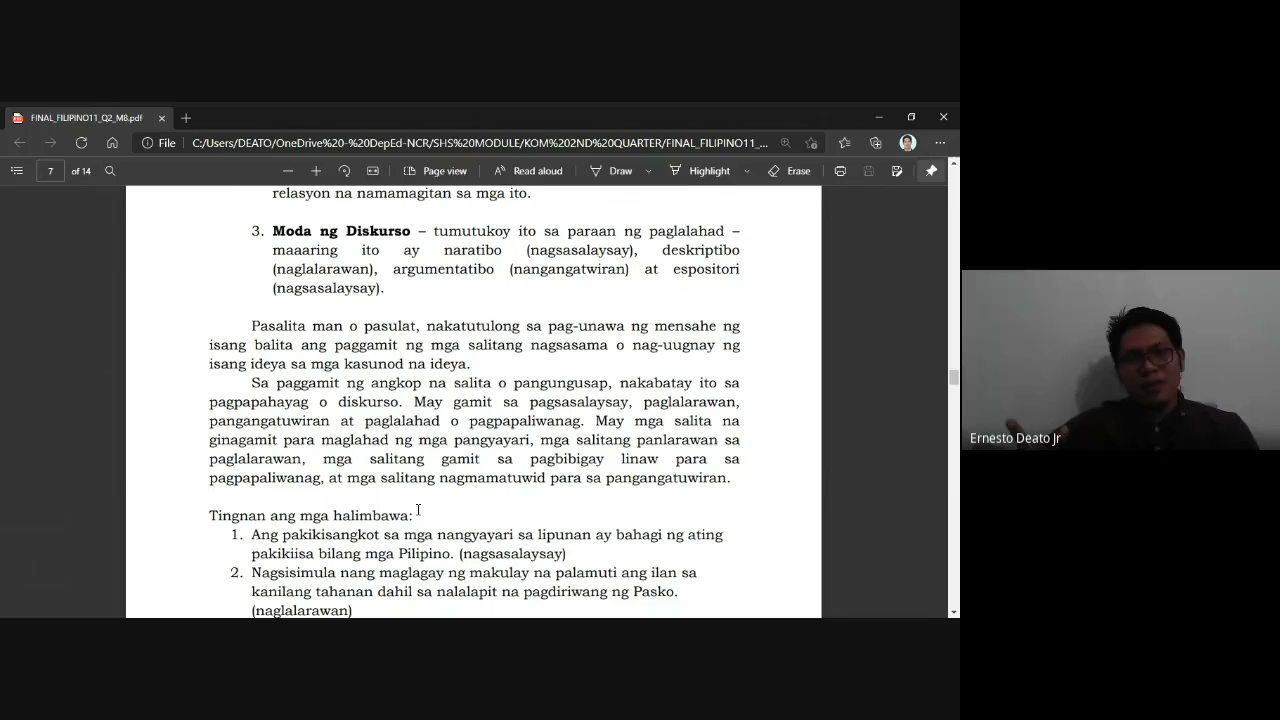 FINAL_FILIPINO11_Q2_M8.pdf
File C:/Users/DEATO/OneDrive%20-%20DepEd-NCR/SHS%20MODULE/KOM%202ND%20QUARTER/FINAL_FILIPINO11_...
7 of 14 Page view Read aloud Draw Highlight Erase
relasyon na namamagitan sa mga ito.
3. Moda ng Diskurso – tumutukoy ito sa paraan ng paglalahad –
maaaring ito ay naratibo (nagsasalaysay), deskriptibo
(naglalarawan), argumentatibo (nangangatwiran) at espositori
(nagsasalaysay).
Pasalita man o pasulat, nakatutulong sa pag-unawa ng mensahe ng
isang balita ang paggamit ng mga salitang nagsasama o nag-uugnay ng
isang ideya sa mga kasunod na ideya.
Sa paggamit ng angkop na salita o pangungusap, nakabatay ito sa
pagpapahayag o diskurso. May gamit sa pagsasalaysay, paglalarawan,
pangangatuwiran at paglalahad o pagpapaliwanag. May mga salita na
ginagamit para maglahad ng mga pangyayari, mga salitang panlarawan sa
paglalarawan, mga salitang gamit sa pagbibigay linaw para sa
pagpapaliwanag, at mga salitang nagmamatuwid para sa pangangatuwiran.
Tingnan ang mga halimbawa:
1. Ang pakikisangkot sa mga nangyayari sa lipunan ay bahagi ng ating
pakikiisa bilang mga Pilipino. (nagsasalaysay)
2. Nagsisimula nang maglagay ng makulay na palamuti ang ilan sa
kanilang tahanan dahil sa nalalapit na pagdiriwang ng Pasko.
(naglalarawan)
Ernesto Deato Jr